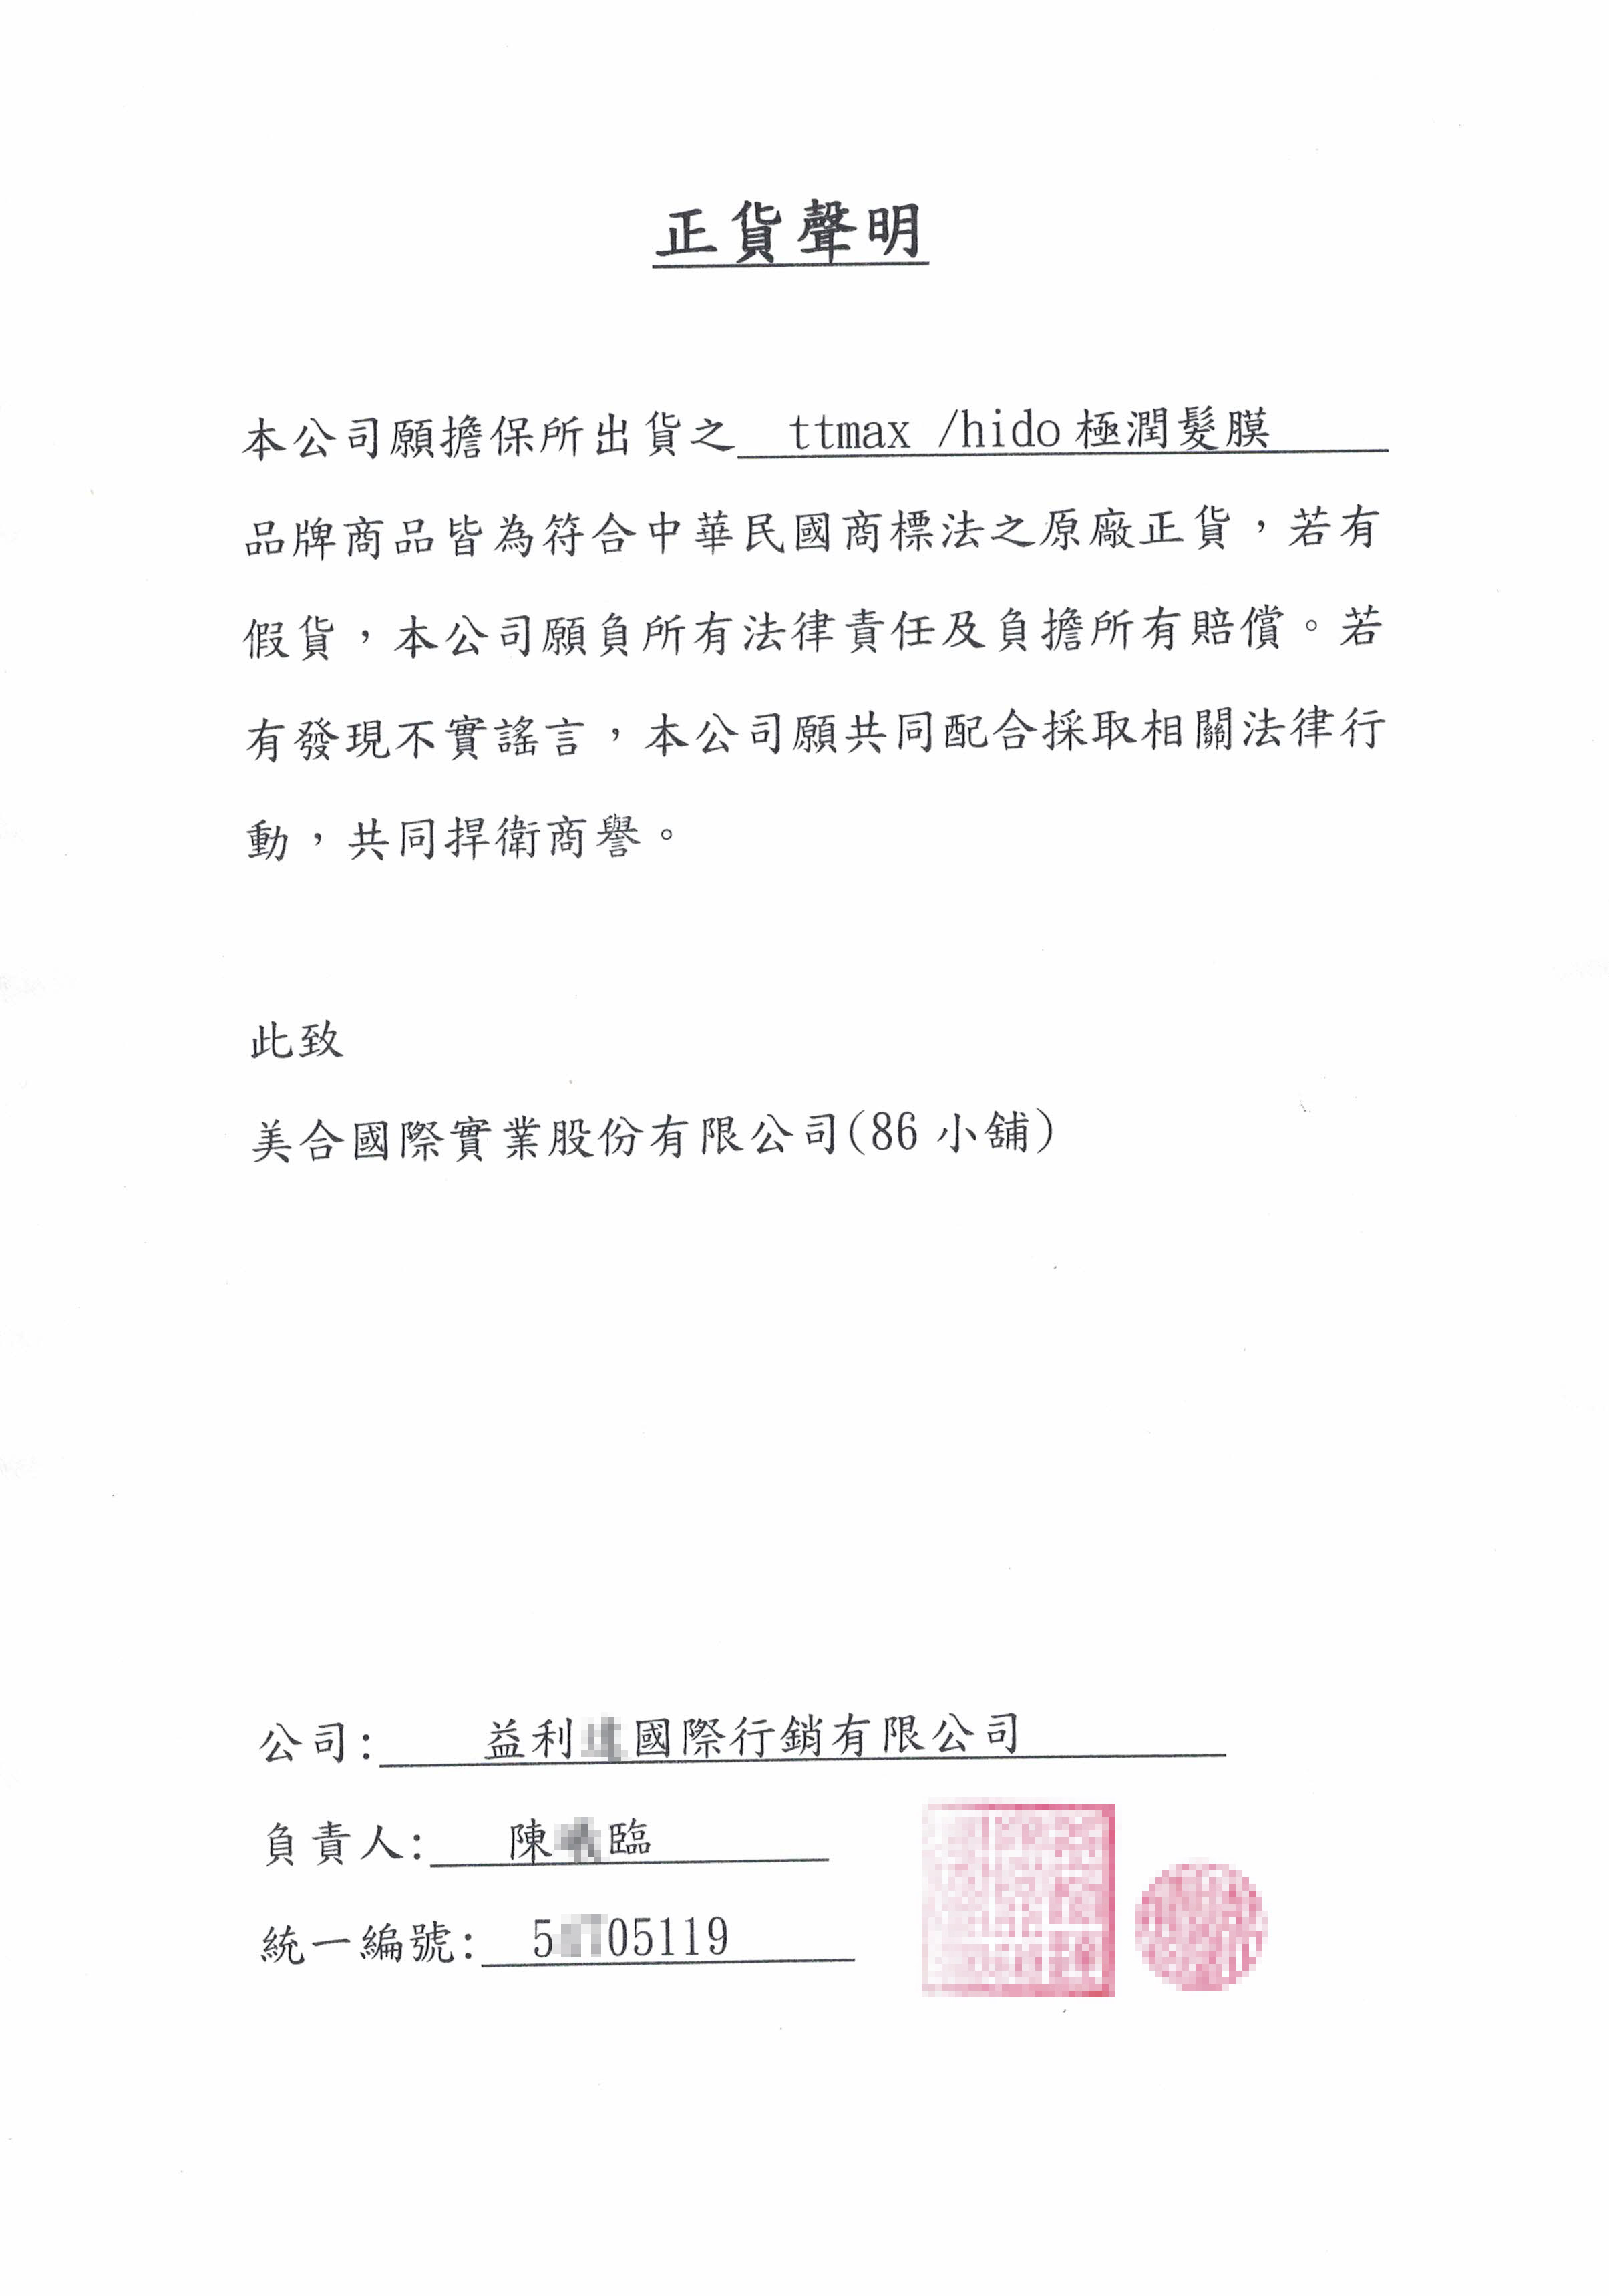 正貨聲明
本公司願擔保所出貨之 ttmax /hido極潤髮膜
品牌商品皆為符合中華民國商標法之原廠正貨，若有
假貨，本公司願負所有法律責任及負擔所有賠償。若
有發現不實謠言，本公司願共同配合採取相關法律行
動，共同捍衛商譽。
此致
美合國際實業股份有限公司(86 小舖)
公司: 益利國際行銷有限公司
負責人: 陳臨
統一編號: 505119